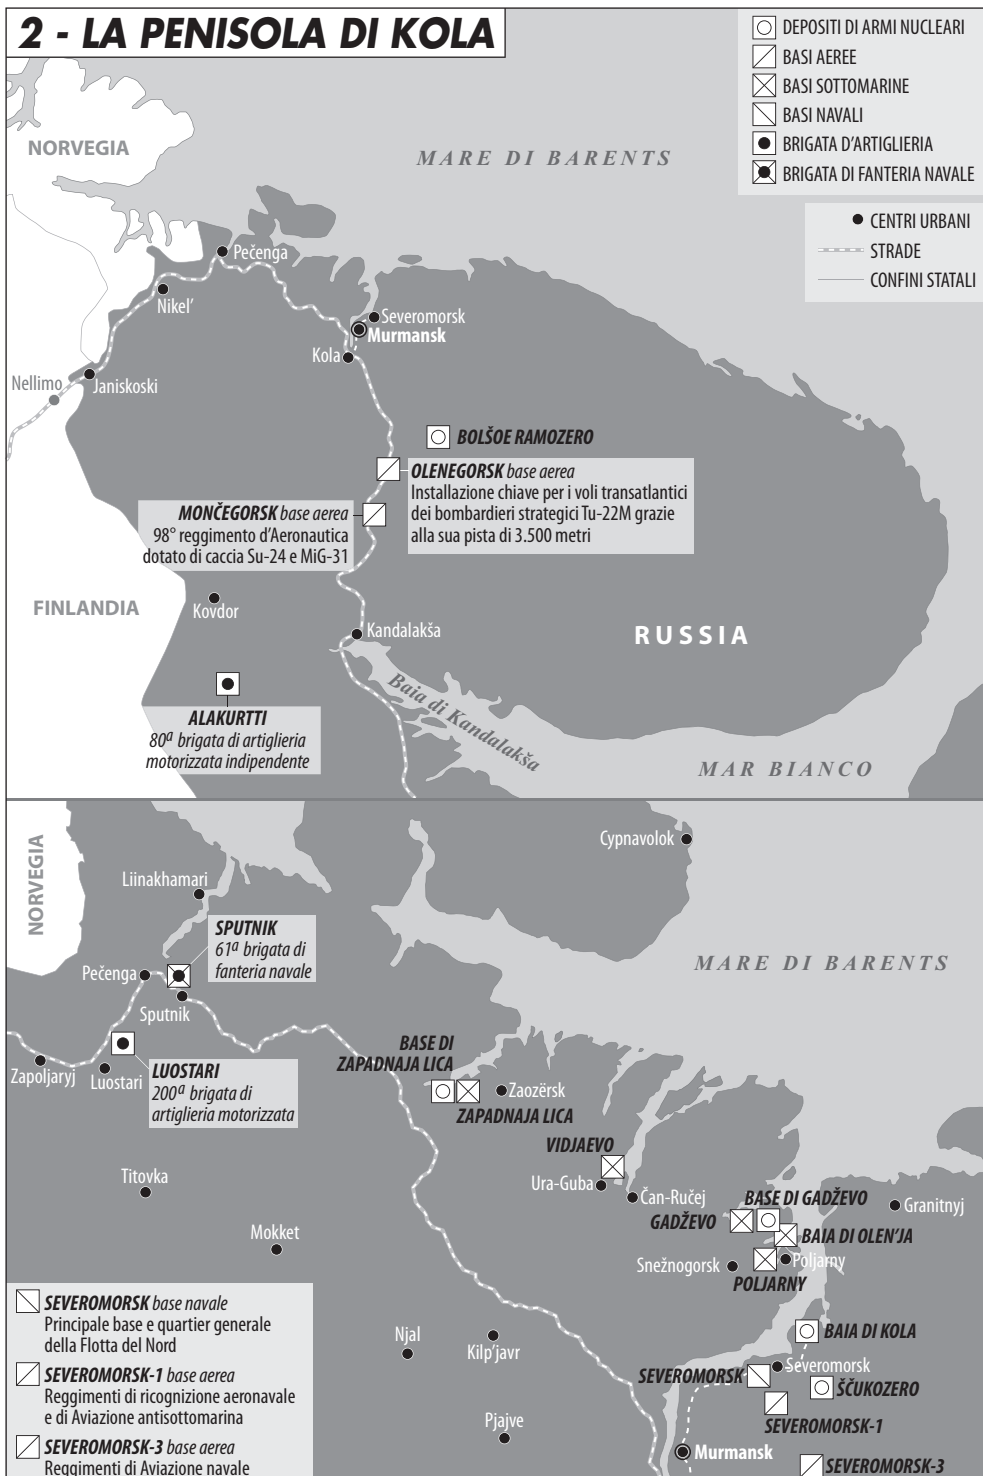 2 - LA PENISOLA DI KOLA
DEPOSITI DI ARMI NUCLEARI
BASI AEREE
BASI SOTTOMARINE
BASI NAVALI
BRIGATA D'ARTIGLIERIA
BRIGATA DI FANTERIA NAVALE
CENTRI URBANI
STRADE
CONFINI STATALI
NORVEGIA
MARE DI BARENTS
Pečenga
Nikel'
Severomorsk
Murmansk
Kola
Nellimo
Janiskoski
BOLŠOE RAMOZERO
OLENEGORSK base aerea
Installazione chiave per i voli transatlantici
dei bombardieri strategici Tu-22M grazie
alla sua pista di 3.500 metri
MONČEGORSK base aerea
98° reggimento d'Aeronautica
dotato di caccia Su-24 e MiG-31
FINLANDIA
Kovdor
Kandalakša
RUSSIA
ALAKURTTI
80ª brigata di artiglieria
motorizzata indipendente
Baia di Kandalakša
MAR BIANCO
NORVEGIA
Cypnavolok
Liinakhamari
SPUTNIK
61ª brigata di
fanteria navale
MARE DI BARENTS
Pečenga
Sputnik
Zapoljaryj
Luostari
LUOSTARI
200ª brigata di
artiglieria motorizzata
BASE DI
ZAPADNAJA LICA
Zaozërsk
ZAPADNAJA LICA
VIDJAEVO
Ura-Guba
Čan-Ručej
Titovka
BASE DI GADŽEVO
Granitnyj
GADŽEVO
BAIA DI OLEN'JA
Mokket
Snežnogorsk
Poljarny
POLJARNY
SEVEROMORSK base navale
Principale base e quartier generale
della Flotta del Nord
SEVEROMORSK-1 base aerea
Reggimenti di ricognizione aeronavale
e di Aviazione antisottomarina
SEVEROMORSK-3 base aerea
Reggimenti di Aviazione navale
Njal
Kilp'javr
BAIA DI KOLA
Severomorsk
SEVEROMORSK
ŠČUKOZERO
SEVEROMORSK-1
Pjajve
Murmansk
SEVEROMORSK-3